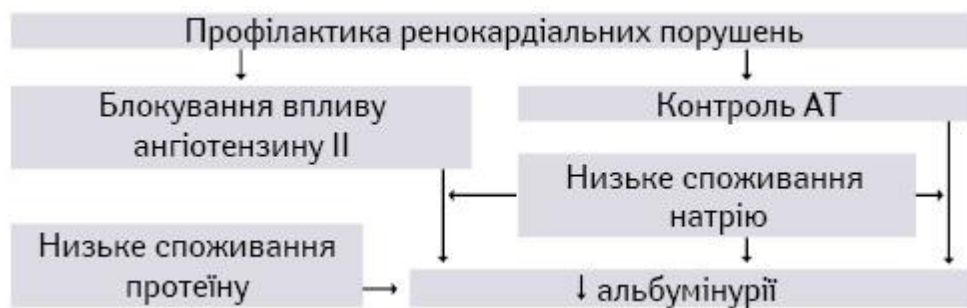 Профілактика ренокардіальних порушень
Блокування впливу
ангіотензину II
Контроль АТ
Низьке споживання
натрію
Низьке споживання
протеїну
↓ альбумінурії